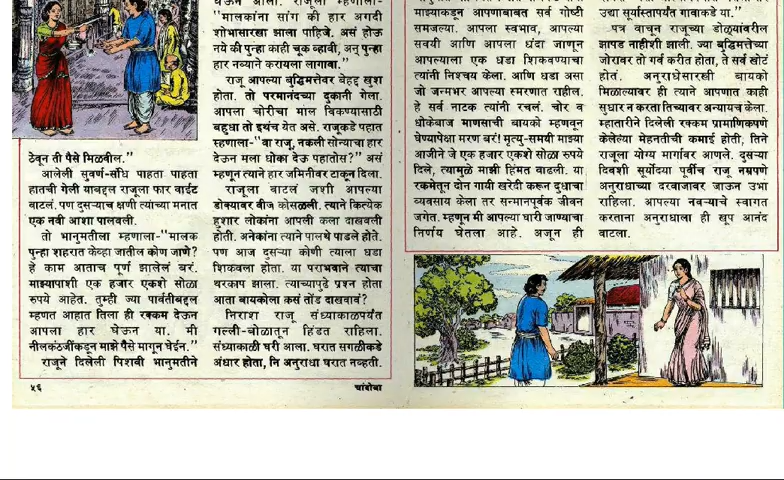 ठेवून ती पैसे मिळवील."
आलेली सुवर्ण-संधि पाहता पाहता
हातची गेली याबद्दल राजूला फार वाईट
वाटलं. पण दुसऱ्याच क्षणी त्यांच्या मनात
एक नवी आशा पालवली.
तो भानुमतीला म्हणाला-"मालक
पुन्हा शहरात केव्हा जातील कोण जाणे?
हे काम आताच पूर्ण झालेलं बरं.
माझ्यापाशी एक हजार एकशे सोळा
रुपये आहेत. तुम्ही ज्या पार्वतीबद्दल
म्हणत आहात तिला ही रक्कम देऊन
आपला हार घेऊन या. मी
नीलकंठजींकडून माझे पैसे मागून घेईन."
राजूने दिलेली पिशवी भानुमतीने
घेऊन आली. राजूला म्हणाली-
"मालकांना सांग की हार अगदी
शोभासारखा झाला पाहिजे. असं होऊ
नये की पुन्हा काही चूक व्हावी, अन् पुन्हा
हार नव्याने करायला लागावा."
राजू आपल्या बुद्धिमत्तेवर बेहद्द खुश
होता. तो परमानंदच्या दुकानी गेला.
आपला चोरीचा माल विकण्यासाठी
बहुधा तो इथंच येत असे. राजूकडे पहात
म्हणाला-"वा राजू, नकली सोन्याचा हार
देऊन मला धोका देऊ पहातोस?" असं
म्हणून त्याने हार जमिनीवर टाकून दिला.
राजूला वाटलं जशी आपल्या
डोक्यावर वीज कोसळली. त्याने कित्येक
हुशार लोकांना आपली कला दाखवली
होती. अनेकांना त्याने पालथे पाडले होते.
पण आज दुसऱ्या कोणी त्याला धडा
शिकवला होता. या पराभवाने त्याचा
थरकाप झाला. त्याच्यापुढे प्रश्न होता
आता बायकोला कसं तोंड दाखवावं?
निराश राजू संध्याकाळपर्यंत
गल्ली-बोळातून हिंडत राहिला.
संध्याकाळी घरी आला. घरात सगळीकडे
अंधार होता, नि अनुराधा घरात नव्हती.
माझ्याकडून आपणाबाबत सर्व गोष्टी
समजल्या. आपला स्वभाव, आपल्या
सवयी आणि आपला धंदा जाणून
आपल्याला एक धडा शिकवण्याचा
त्यांनी निश्चय केला. आणि धडा असा
जो जन्मभर आपल्या स्मरणात राहील.
हे सर्व नाटक त्यांनी रचलं. चोर व
धोकेबाज माणसाची बायको म्हणवून
घेण्यापेक्षा मरण बरं! मृत्यु-समयी माझ्या
आजीने जे एक हजार एकशे सोळा रुपये
दिले, त्यामुळे माझी हिंमत वाढली. या
रकमेतून दोन गायी खरेदी करून दुधाचा
व्यवसाय केला तर सन्मानपूर्वक जीवन
जगेत. म्हणून मी आपल्या घारी जाण्याचा
निर्णय घेतला आहे. अजून ही
उद्या सूर्यास्तापर्यंत गावाकडे या."
पत्र वाचून राजूच्या डोळ्यांवरील
झापड नाहीशी झाली. ज्या बुद्धिमत्तेच्या
जोरावर तो गर्व करीत होता, ते सर्व खोटं
होतं. अनुराधेसारखी बायको
मिळाल्यावर ही त्याने आपणात काही
सुधार न करता तिच्यावर अन्यायच केला.
म्हातारीने दिलेली रक्कम प्रामाणिकपणे
केलेल्या मेहनतीची कमाई होती, तिने
राजूला योग्य मार्गावर आणले. दुसऱ्या
दिवशी सूर्योदया पूर्वीच राजू नम्रपणे
अनुराधाच्या दरवाजावर जाऊन उभा
राहिला. आपल्या नवऱ्याचे स्वागत
करताना अनुराधाला ही खूप आनंद
वाटला.
५६
चांदोबा